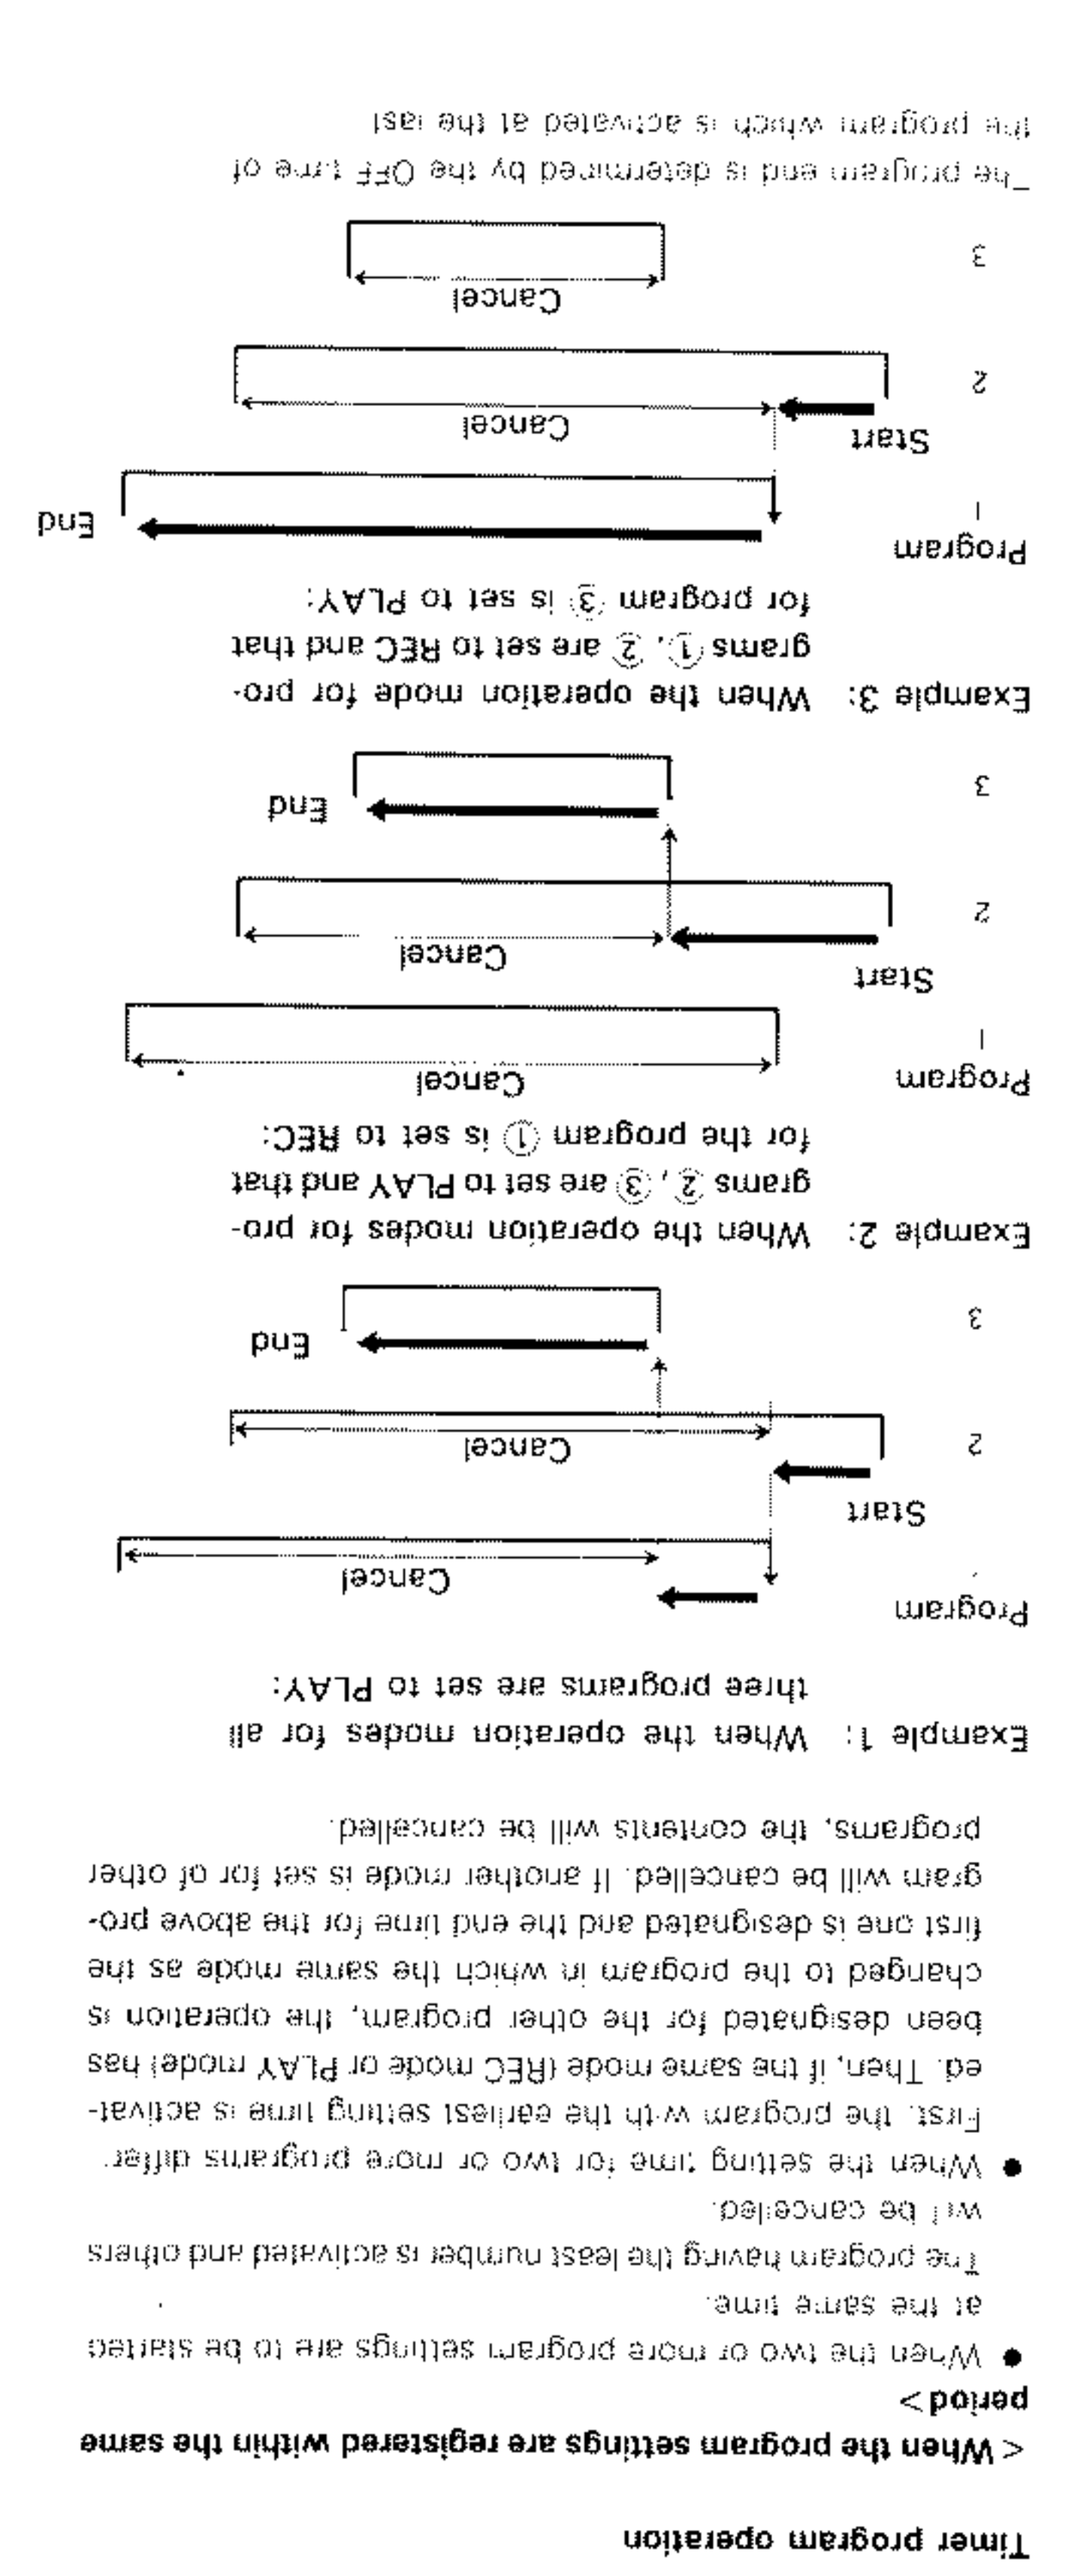 Timer program operation
< When the program settings are registered within the same
period >
● When the two or more program settings are to be started
at the same time.
The program having the least number is activated and others
will be cancelled.
● When the setting time for two or more programs differ.
First, the program with the earliest setting time is activat-
ed. Then, if the same mode (REC mode or PLAY mode) has
been designated for the other program, the operation is
changed to the program in which the same mode as the
first one is designated and the end time for the above pro-
gram will be cancelled. If another mode is set for of other
programs, the contents will be cancelled.
Example 1: When the operation modes for all
three programs are set to PLAY:
Program
Cancel
Start
2
Cancel
3
End
Example 2: When the operation modes for pro-
grams ②, ③ are set to PLAY and that
for the program ① is set to REC:
Program
1
Cancel
Start
2
Cancel
3
End
Example 3: When the operation mode for pro-
grams ①, ② are set to REC and that
for program ③ is set to PLAY:
Program
1
End
Start
2
Cancel
3
Cancel
The program end is determined by the OFF time of
the program which is activated at the last